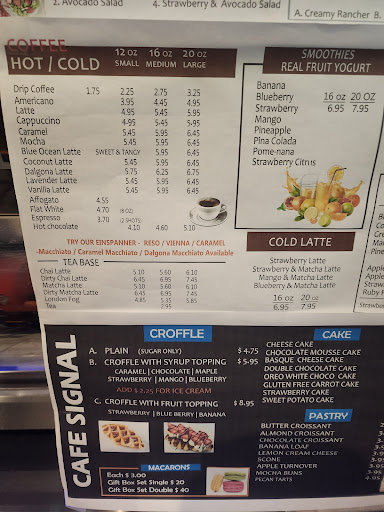 2. Avocado Salad
4. Strawberry & Avocado Salad
A. Creamy Rancher B.
COFFEE
HOT / COLD
12 oz 16 oz 20 oz
SMALL MEDIUM LARGE
Drip Coffee 1.75 2.25 2.75 3.25
Americano 3.95 4.45 4.95
Latte 4.95 5.45 5.95
Cappuccino 4.95 5.45 5.95
Caramel 5.45 5.95 6.45
Mocha 5.45 5.95 6.45
Blue Ocean Latte SWEET & TANGY 5.95 6.45
Coconut Latte 5.45 5.95 6.45
Dalgona Latte 5.75 6.25 6.75
Lavender Latte 5.45 5.95 6.45
Vanilla Latte 5.45 5.95 6.45
Affogato 4.55
Flat White 4.70 (8 OZ)
Espresso 3.70 (2 SHOTS)
Hot chocolate 4.10 4.60 5.10
TRY OUR EINSPANNER - RESO / VIENNA / CARAMEL
-Macchiato / Caramel Macchiato / Dalgona Macchiato Available
TEA BASE
Chai Latte 5.10 5.60 6.10
Dirty Chai Latte 6.45 6.95 7.45
Matcha Latte 5.10 5.60 6.10
Dirty Matcha Latte 6.45 6.95 7.45
London Fog 4.85 5.35 5.85
Tea 2.95
SMOOTHIES
REAL FRUIT YOGURT
Banana
Blueberry 16 oz 20 OZ
Strawberry 6.95 7.95
Mango
Pineapple
Pina Colada
Pome-nana
Strawberry Citrus
COLD LATTE
Strawberry Latte
Strawberry & Matcha Latte
Mango & Matcha Latte
Blueberry & Matcha Latte
16 oz 20 oz
6.95 7.95
CAFE SIGNAL
CROFFLE
A. PLAIN (SUGAR ONLY) $ 4.75
B. CROFFLE WITH SYRUP TOPPING $ 5.95
CARAMEL | CHOCOLATE | MAPLE
STRAWBERRY | MANGO | BLUEBERRY
ADD $ 2.25 FOR ICE CREAM
C. CROFFLE WITH FRUIT TOPPING $ 8.95
STRAWBERRY | BLUE BERRY | BANANA
MACARONS
Each $ 3.00
Gift Box Set Single $ 20
Gift Box Set Double $ 40
CAKE
CHEESE CAKE
CHOCOLATE MOUSSE CAKE
BASQUE CHEESE CAKE
DOUBLE CHOCOLATE CAKE
OREO WHITE CHOCO CAKE
GLUTEN FREE CARROT CAKE
STRAWBERRY CAKE
SWEET POTATO CAKE
PASTRY
BUTTER CROISSANT
ALMOND CROISSANT
CHOCOLATE CROISSANT
BANANA LOAF
LEMON CREAM CHEESE
SCONE
APPLE TURNOVER
MOCHA BUNS
PECAN TARTS